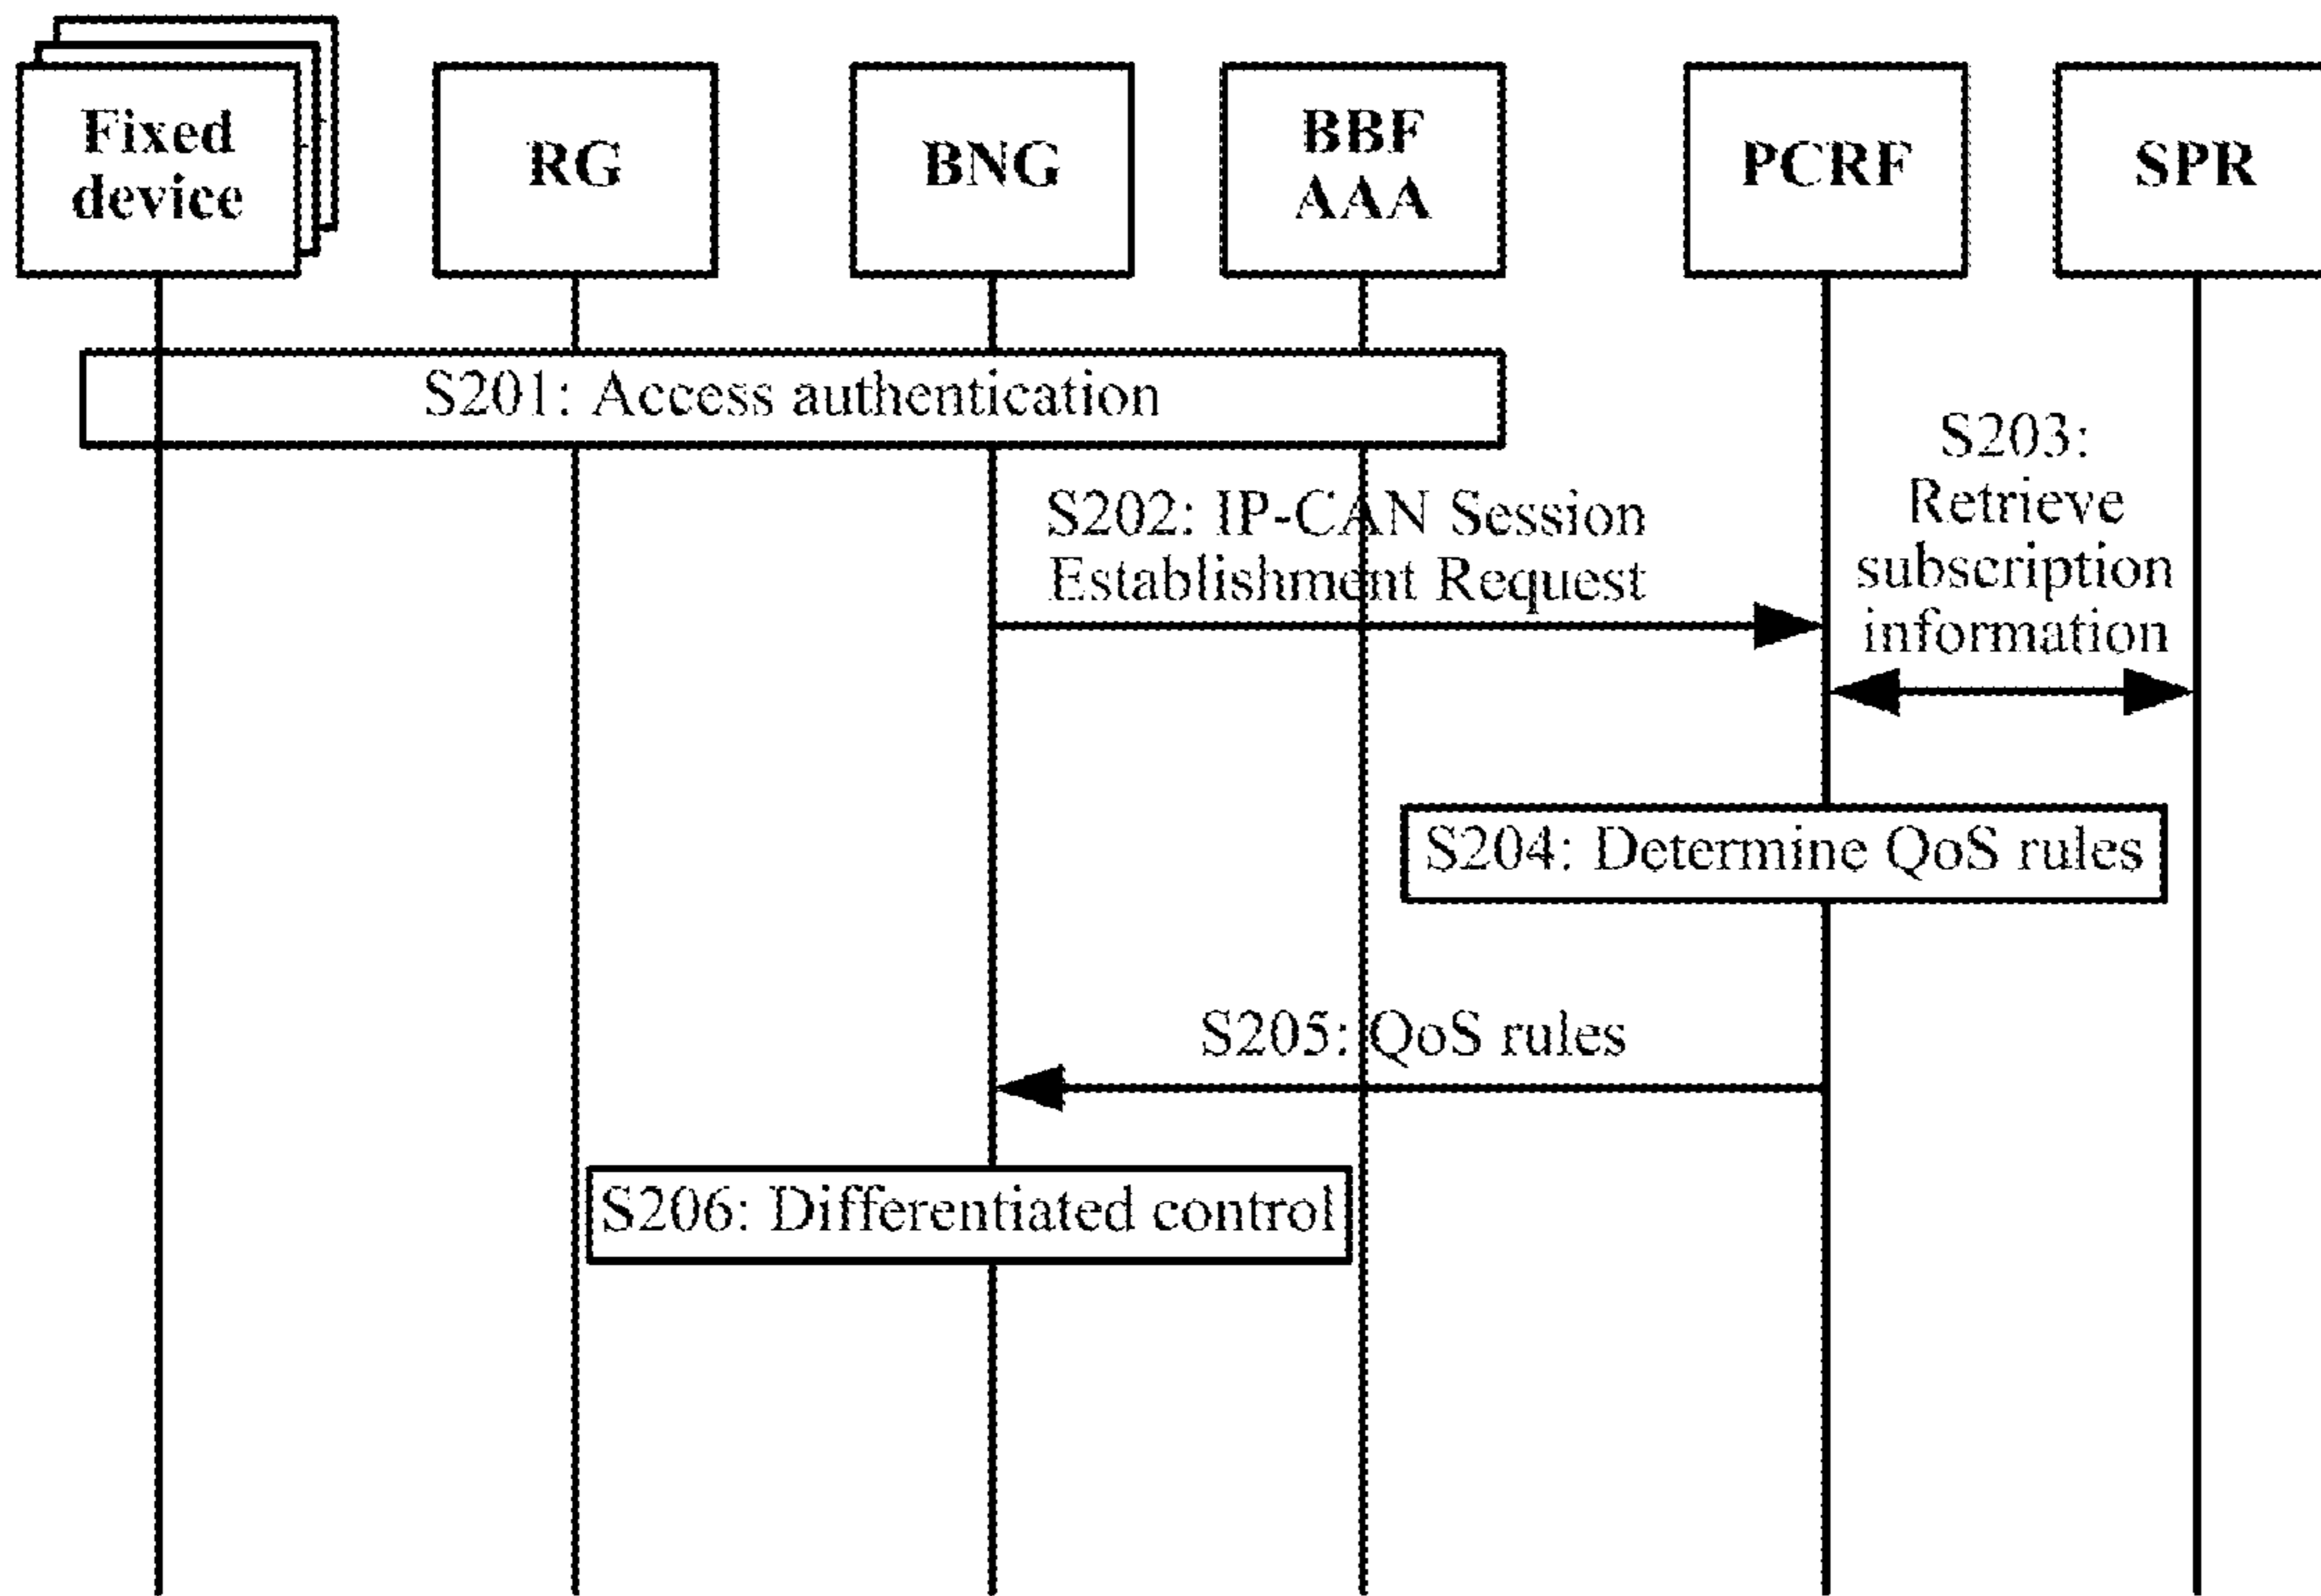 Fixed
device
RG
BNG
BBF
AAA
PCRF
SPR
S201: Access authentication
S202: IP-CAN Session
Establishment Request
S203:
Retrieve
subscription
information
S204: Determine QoS rules
S205: QoS rules
S206: Differentiated control